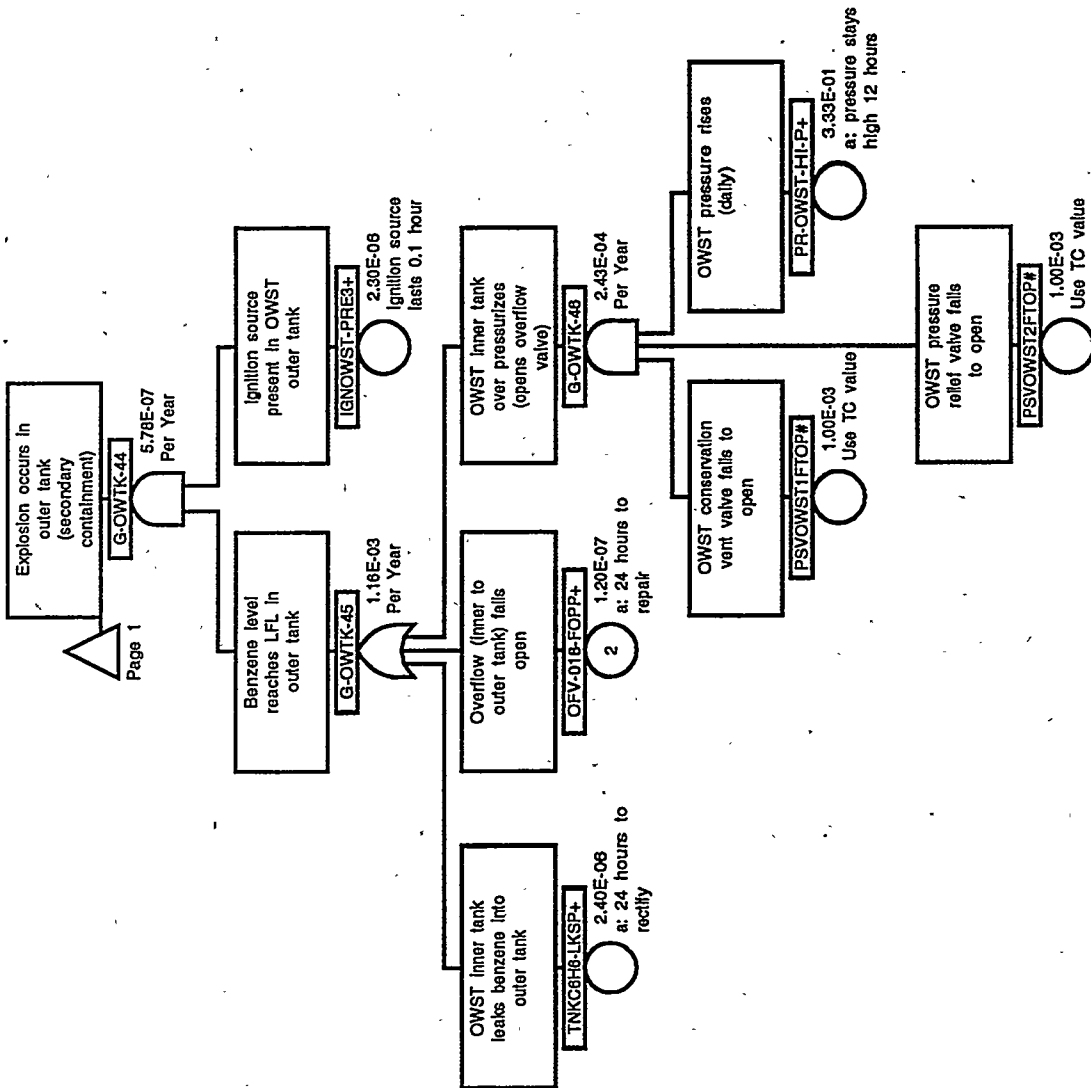 Explosion occurs in
outer tank
(secondary
containment)
G-OWTK-44
5.78E-07
Per Year
Page 1
Benzene level
reaches LFL in
outer tank
G-OWTK-45
1.16E-03
Per Year
Ignition source
present in OWST
outer tank
IGNOWST-PRE3+
2.30E-06
Ignition source
lasts 0.1 hour
OWST inner tank
leaks benzene into
outer tank
TNKC6H6-LKSP+
2.40E-06
a: 24 hours to
rectify
Overflow (inner to
outer tank) fails
open
OFV-01B-FOPP+
2
1.20E-07
a: 24 hours to
repair
OWST inner tank
over pressurizes
(opens overflow
valve)
G-OWTK-48
2.43E-04
Per Year
OWST conservation
vent valve fails to
open
PSVOWST1FTOP#
1.00E-03
Use TC value
OWST pressure
relief valve fails
to open
PSVOWST2FTOP#
1.00E-03
Use TC value
OWST pressure rises
(daily)
PR-OWST-HI-P+
3.33E-01
a: pressure stays
high 12 hours